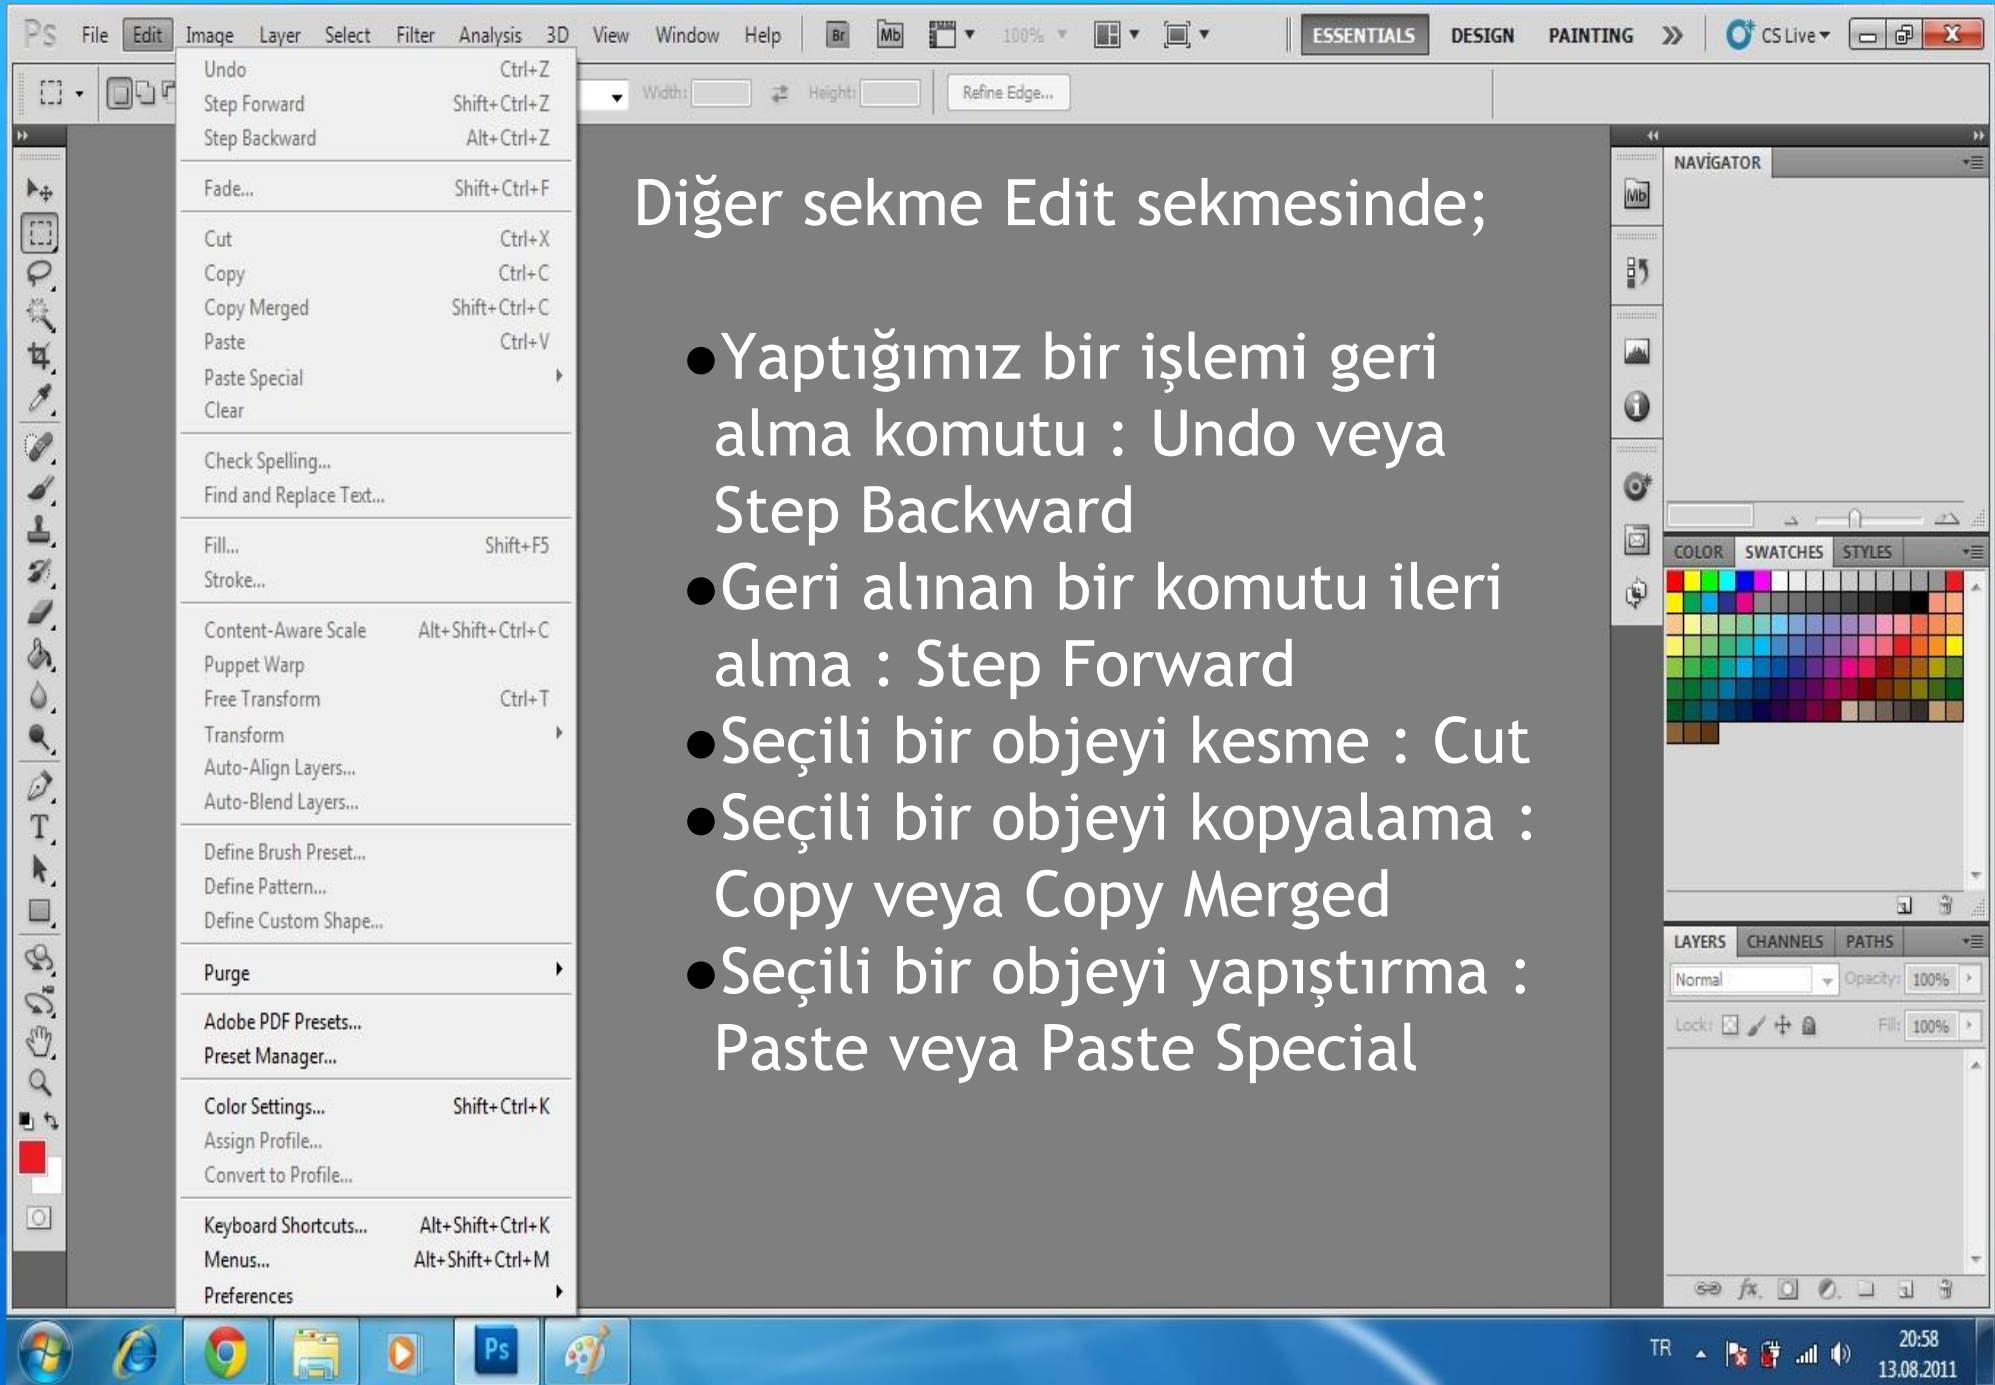 Ps File Edit Image Layer Select Filter Analysis 3D View Window Help Br Mb 100% ESSENTIALS DESIGN PAINTING CS Live
Width: Height: Refine Edge...
Undo Ctrl+Z
Step Forward Shift+Ctrl+Z
Step Backward Alt+Ctrl+Z
Fade... Shift+Ctrl+F
Cut Ctrl+X
Copy Ctrl+C
Copy Merged Shift+Ctrl+C
Paste Ctrl+V
Paste Special
Clear
Check Spelling...
Find and Replace Text...
Fill... Shift+F5
Stroke...
Content-Aware Scale Alt+Shift+Ctrl+C
Puppet Warp
Free Transform Ctrl+T
Transform
Auto-Align Layers...
Auto-Blend Layers...
Define Brush Preset...
Define Pattern...
Define Custom Shape...
Purge
Adobe PDF Presets...
Preset Manager...
Color Settings... Shift+Ctrl+K
Assign Profile...
Convert to Profile...
Keyboard Shortcuts... Alt+Shift+Ctrl+K
Menus... Alt+Shift+Ctrl+M
Preferences
Diğer sekme Edit sekmesinde;
●Yaptığımız bir işlemi geri
alma komutu : Undo veya
Step Backward
●Geri alınan bir komutu ileri
alma : Step Forward
●Seçili bir objeyi kesme : Cut
●Seçili bir objeyi kopyalama :
Copy veya Copy Merged
●Seçili bir objeyi yapıştırma :
Paste veya Paste Special
Mb
NAVİGATOR
COLOR SWATCHES STYLES
LAYERS CHANNELS PATHS
Normal Opacity: 100%
Lock: Fill: 100%
fx.
Ps
TR
20:58
13.08.2011